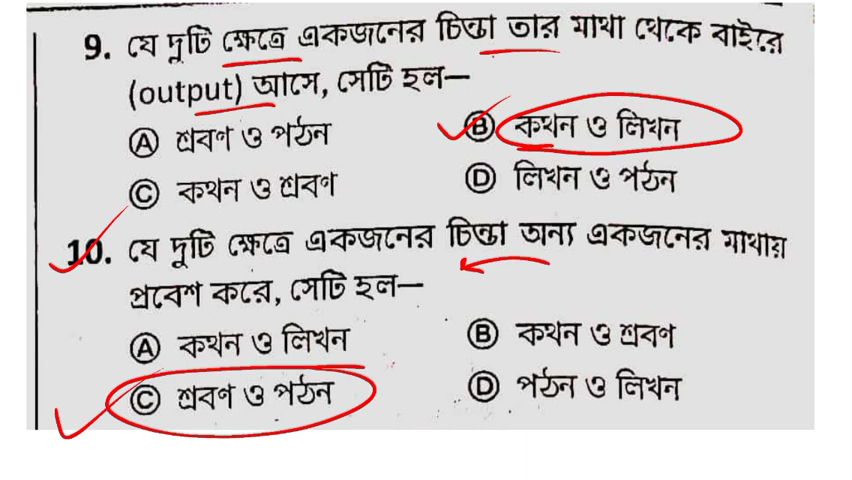 9. যে দুটি ক্ষেত্রে একজনের চিন্তা তার মাথা থেকে বাইরে
(output) আসে, সেটি হল—
Ⓐ শ্রবণ ও পঠন Ⓑ কথন ও লিখন
Ⓒ কথন ও শ্রবণ Ⓓ লিখন ও পঠন
10. যে দুটি ক্ষেত্রে একজনের চিন্তা অন্য একজনের মাথায়
প্রবেশ করে, সেটি হল—
Ⓐ কথন ও লিখন Ⓑ কথন ও শ্রবণ
Ⓒ শ্রবণ ও পঠন Ⓓ পঠন ও লিখন